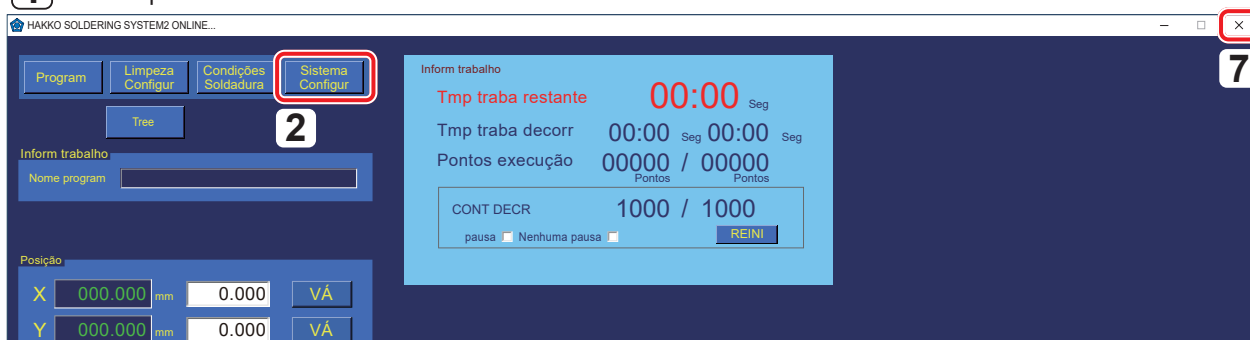 HAKKO SOLDERING SYSTEM2 ONLINE...
7
Program
Limpeza
Configur
Condições
Soldadura
Sistema
Configur
2
Tree
Inform trabalho
Nome program
Inform trabalho
Tmp traba restante 00:00 Seg
Tmp traba decorr 00:00 Seg 00:00 Seg
Pontos execução 00000 / 00000
Pontos Pontos
CONT DECR 1000 / 1000
pausa Nenhuma pausa REINI
Posição
X 000.000 mm 0.000 VÁ
Y 000.000 mm 0.000 VÁ